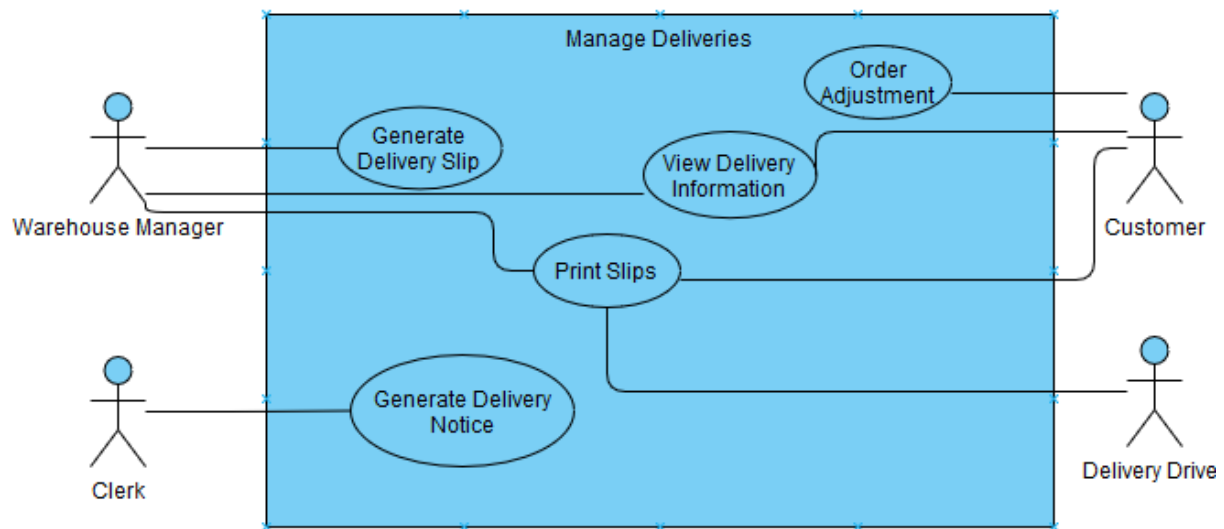 Manage Deliveries
Order
Adjustment
Generate
Delivery Slip
View Delivery
Information
Warehouse Manager
Customer
Print Slips
Generate Delivery
Notice
Clerk
Delivery Drive